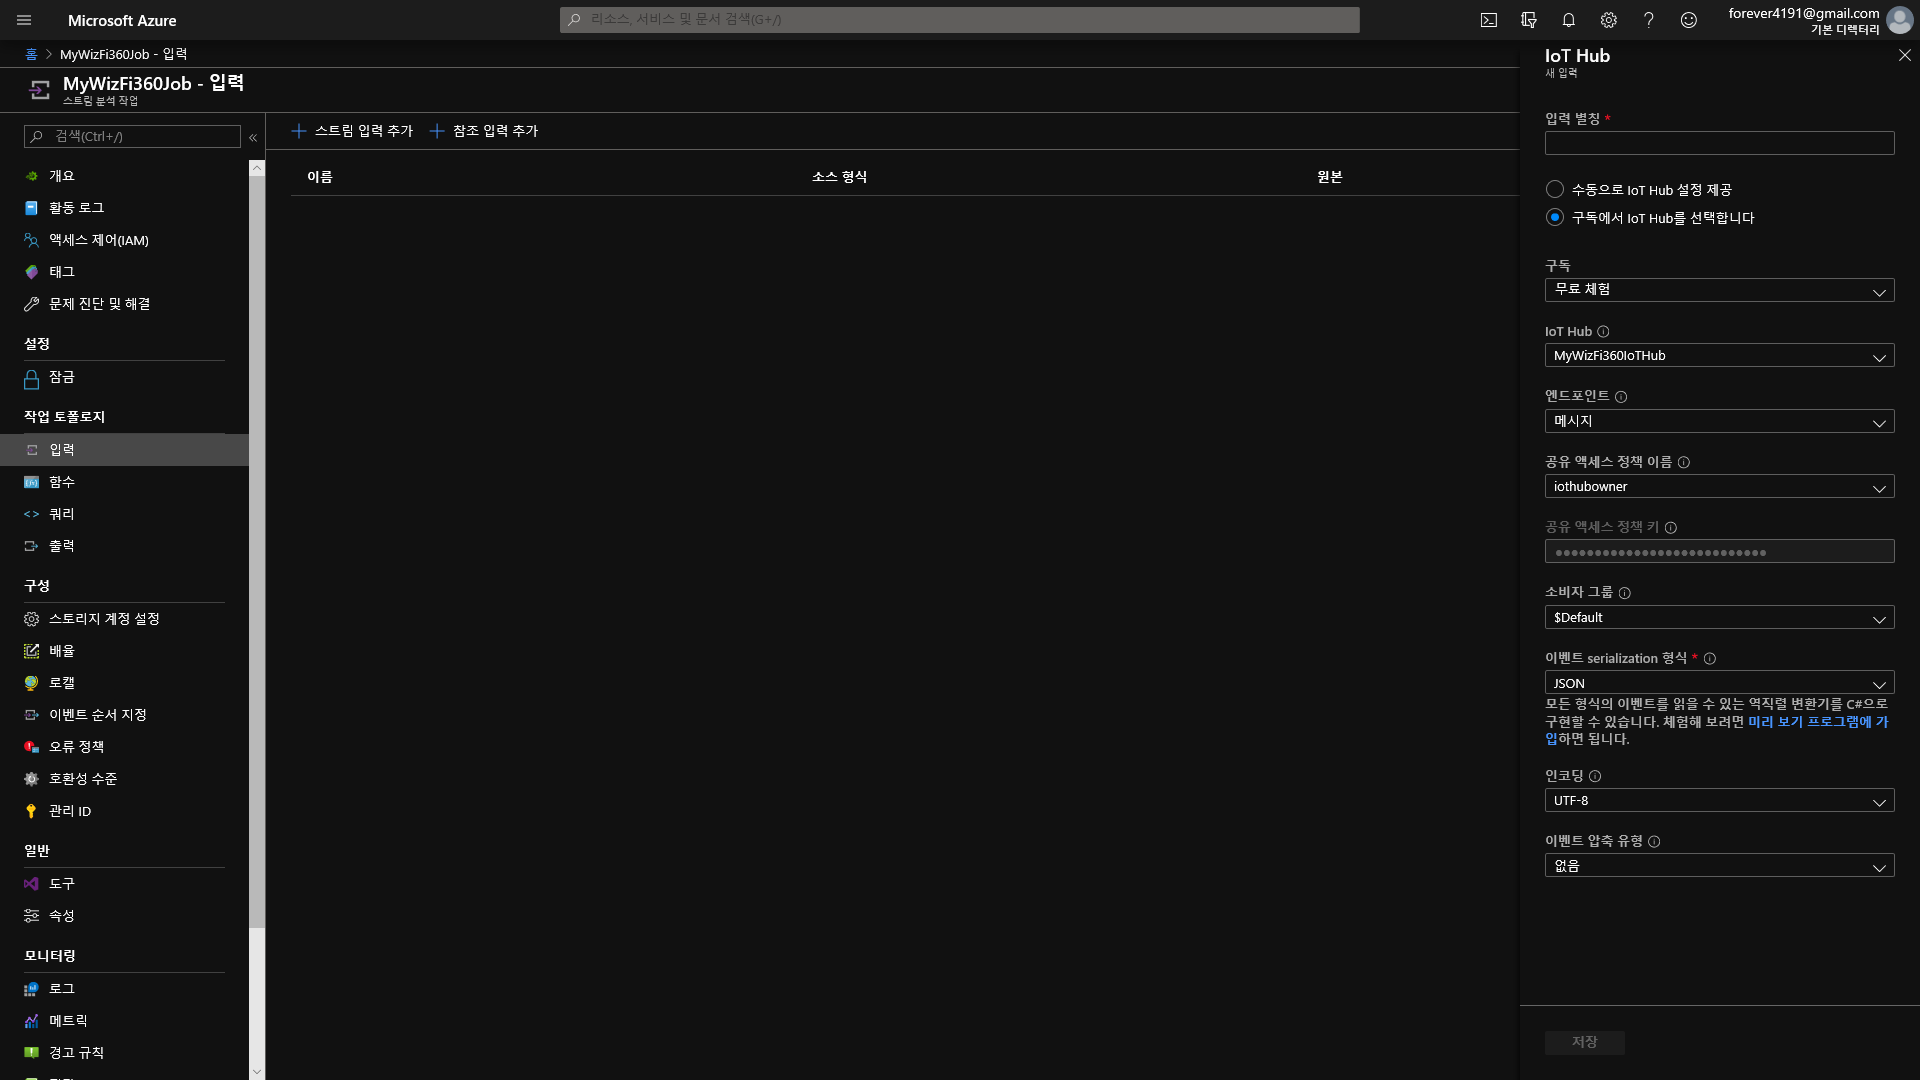 Microsoft Azure
리소스, 서비스 및 문서 검색(G+/)
forever4191@gmail.com
기본 디렉터리
홈 > MyWizFi360Job - 입력
MyWizFi360Job - 입력
스트림 분석 작업
검색(Ctrl+/)
«
개요
활동 로그
액세스 제어(IAM)
태그
문제 진단 및 해결
설정
잠금
작업 토폴로지
입력
함수
쿼리
출력
구성
스토리지 계정 설정
배율
로캘
이벤트 순서 지정
오류 정책
호환성 수준
관리 ID
일반
도구
속성
모니터링
로그
메트릭
경고 규칙
스트림 입력 추가
참조 입력 추가
이름
소스 형식
원본
IoT Hub
새 입력
입력 별칭 *
수동으로 IoT Hub 설정 제공
구독에서 IoT Hub를 선택합니다
구독
무료 체험
IoT Hub
MyWizFi360IoTHub
엔드포인트
메시지
공유 액세스 정책 이름
iothubowner
공유 액세스 정책 키
소비자 그룹
$Default
이벤트 serialization 형식 *
JSON
모든 형식의 이벤트를 읽을 수 있는 역직렬 변환기를 C#으로
구현할 수 있습니다. 체험해 보려면 미리 보기 프로그램에 가
입하면 됩니다.
인코딩
UTF-8
이벤트 압축 유형
없음
저장